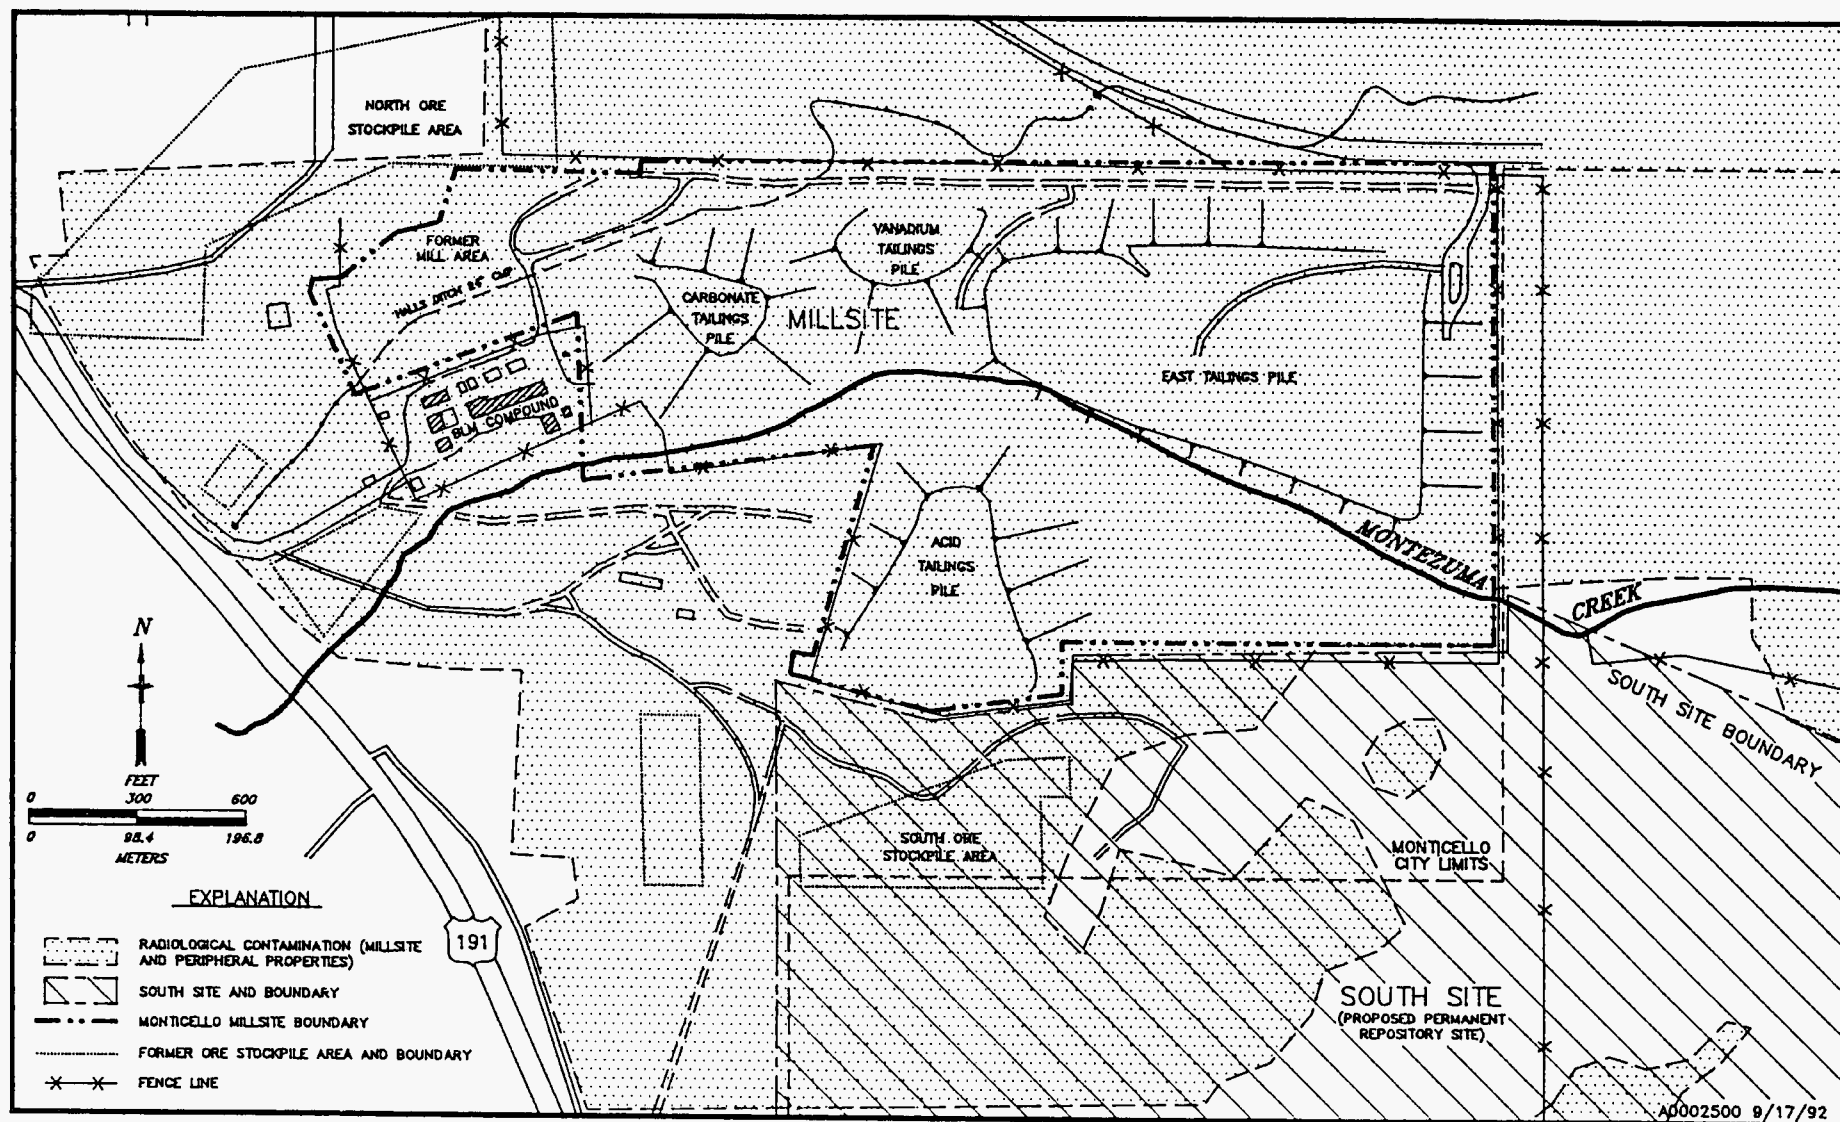 NORTH ORE
STOCKPILE AREA
FORMER
MILL AREA
HALLS DITCH 24" CMP
VANADIUM
TAILINGS
PILE
CARBONATE
TAILINGS
PILE
MILLSITE
EAST TAILINGS PILE
BLM COMPOUND
ACID
TAILINGS
PILE
MONTEZUMA
CREEK
SOUTH SITE BOUNDARY
N
FEET
0 300 600
0 98.4 196.8
METERS
SOUTH ORE
STOCKPILE AREA
MONTICELLO
CITY LIMITS
EXPLANATION
RADIOLOGICAL CONTAMINATION (MILLSITE
AND PERIPHERAL PROPERTIES)
SOUTH SITE AND BOUNDARY
MONTICELLO MILLSITE BOUNDARY
FORMER ORE STOCKPILE AREA AND BOUNDARY
FENCE LINE
191
SOUTH SITE
(PROPOSED PERMANENT
REPOSITORY SITE)
A0002500 9/17/92